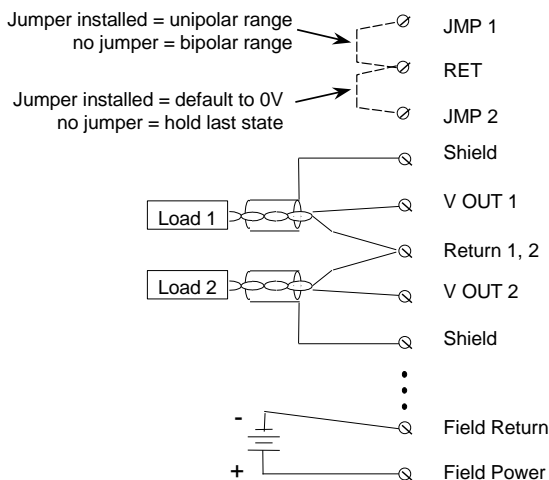 Jumper installed = unipolar range
no jumper = bipolar range
JMP 1
RET
Jumper installed = default to 0V
no jumper = hold last state
JMP 2
Shield
Load 1
V OUT 1
Return 1, 2
Load 2
V OUT 2
Shield
-
Field Return
+
Field Power